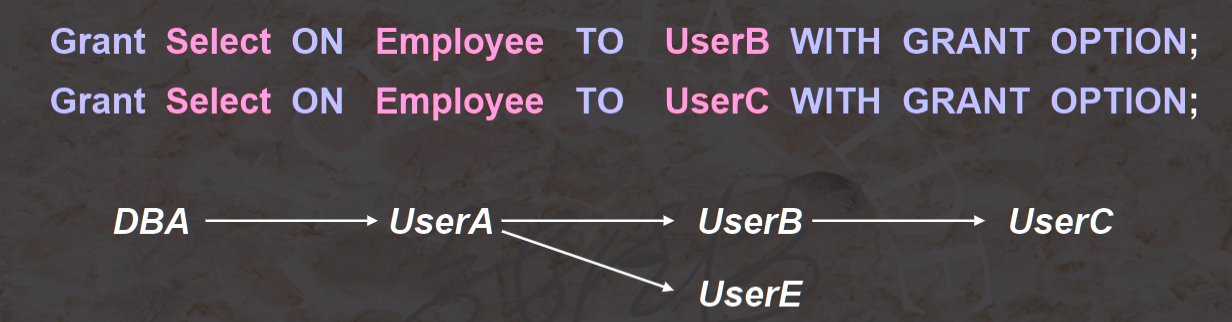 Grant Select ON Employee TO UserB WITH GRANT OPTION;
Grant Select ON Employee TO UserC WITH GRANT OPTION;
DBA UserA UserB UserC
UserE